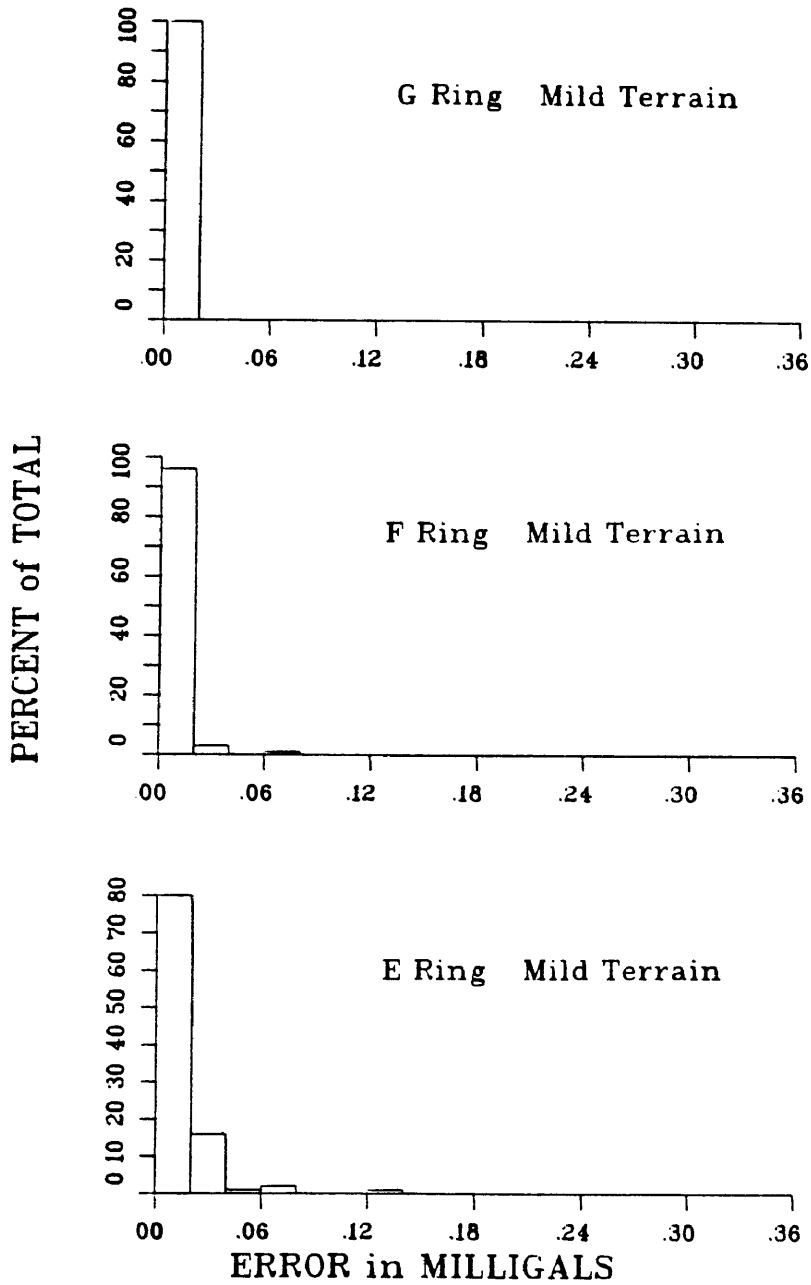 PERCENT of TOTAL
G Ring Mild Terrain
100
80
60
40
20
0
.00 .06 .12 .18 .24 .30 .36
F Ring Mild Terrain
100
80
60
40
20
0
.00 .06 .12 .18 .24 .30 .36
E Ring Mild Terrain
80
70
60
50
40
30
20
10
0
00 .06 .12 .18 .24 .30 .36
ERROR in MILLIGALS